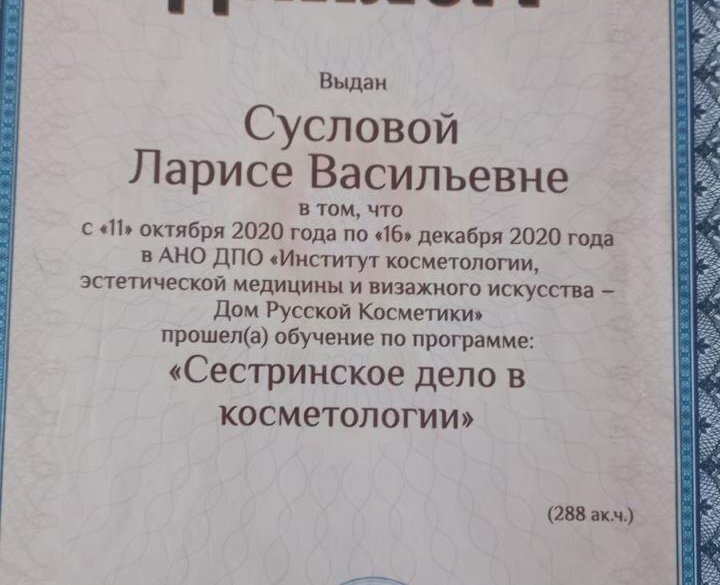 ДИПЛОМ
Выдан
Сусловой
Ларисе Васильевне
в том, что
с «11» октября 2020 года по «16» декабря 2020 года
в АНО ДПО «Институт косметологии,
эстетической медицины и визажного искусства –
Дом Русской Косметики»
прошел(а) обучение по программе:
«Сестринское дело в
косметологии»
(288 ак.ч.)